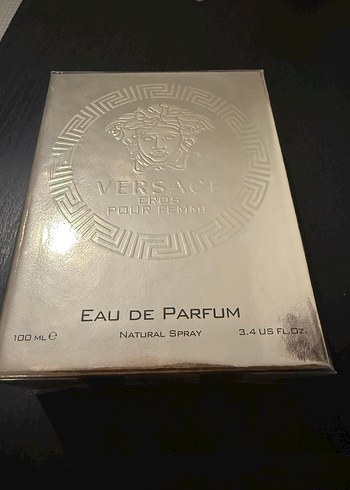 VERSACE
EROS
POUR FEMME
EAU DE PARFUM
100 ML ℮
NATURAL SPRAY
3.4 US FL.OZ.